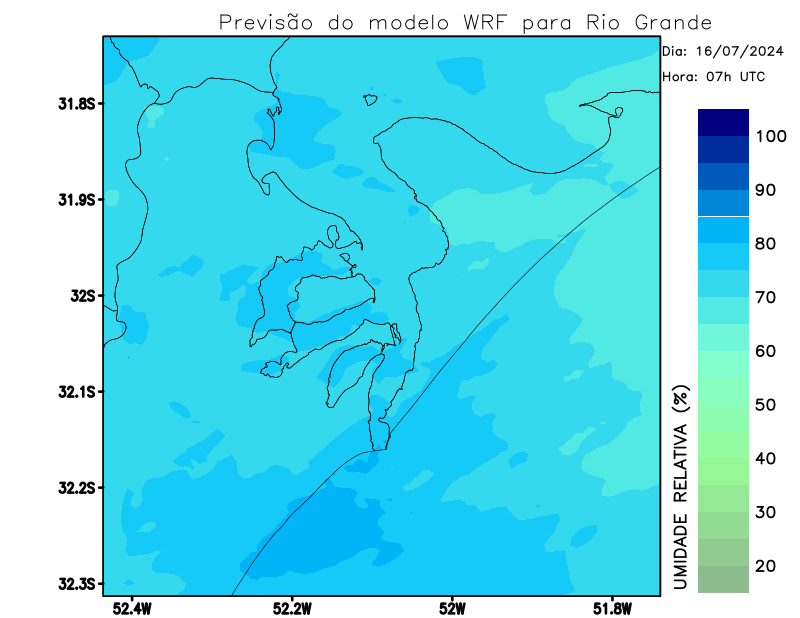 Previsão do modelo WRF para Rio Grande
Dia: 16/07/2024
Hora: 07h UTC
31.8S
31.9S
32S
32.1S
32.2S
32.3S
52.4W
52.2W
52W
51.8W
100
90
80
70
60
50
40
30
20
UMIDADE RELATIVA (%)